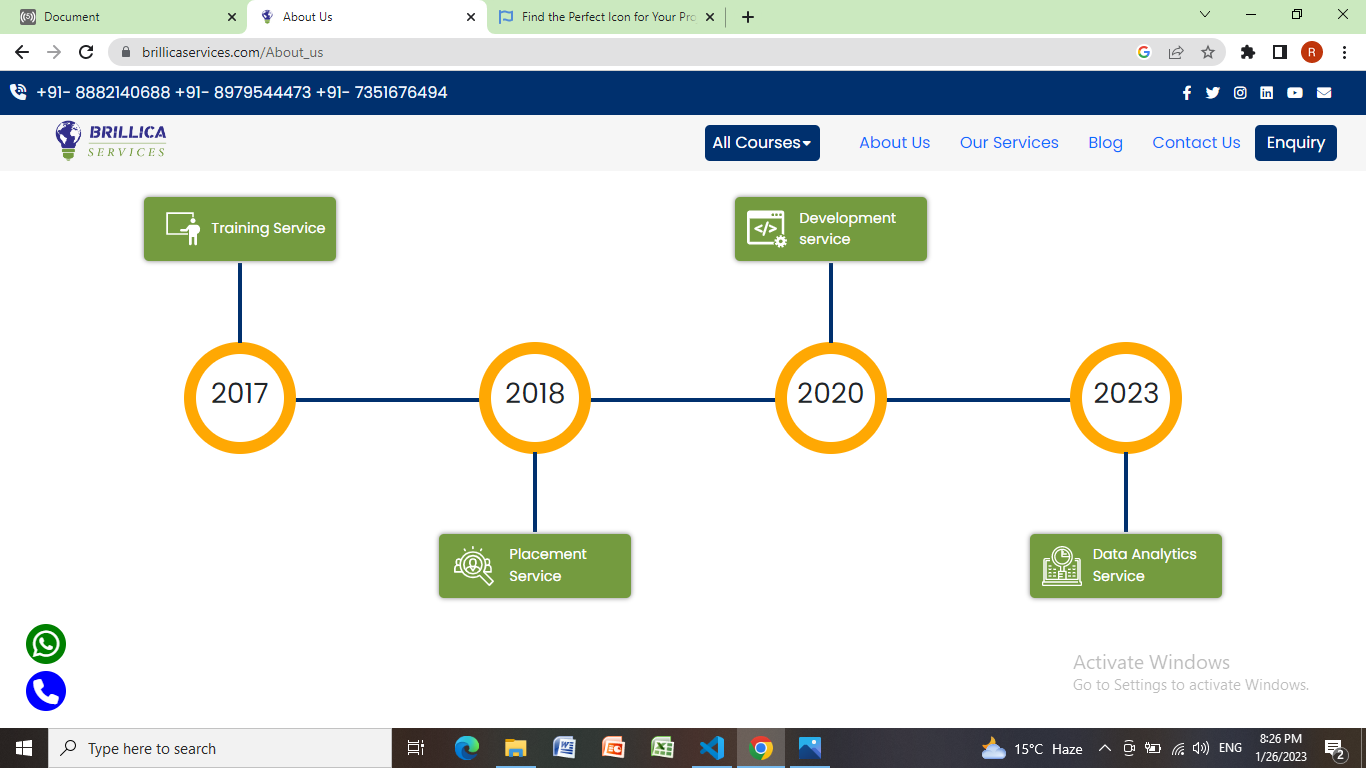 Document
About Us
Find the Perfect Icon for Your Pro
brillicaservices.com/About_us
R
+91- 8882140688 +91- 8979544473 +91- 7351676494
BRILLICA
SERVICES
All Courses
About Us
Our Services
Blog
Contact Us
Enquiry
Training Service
Development
service
2017
2018
2020
2023
Placement
Service
Data Analytics
Service
Activate Windows
Go to Settings to activate Windows.
Type here to search
15°C Haze
ENG
8:26 PM
1/26/2023
2